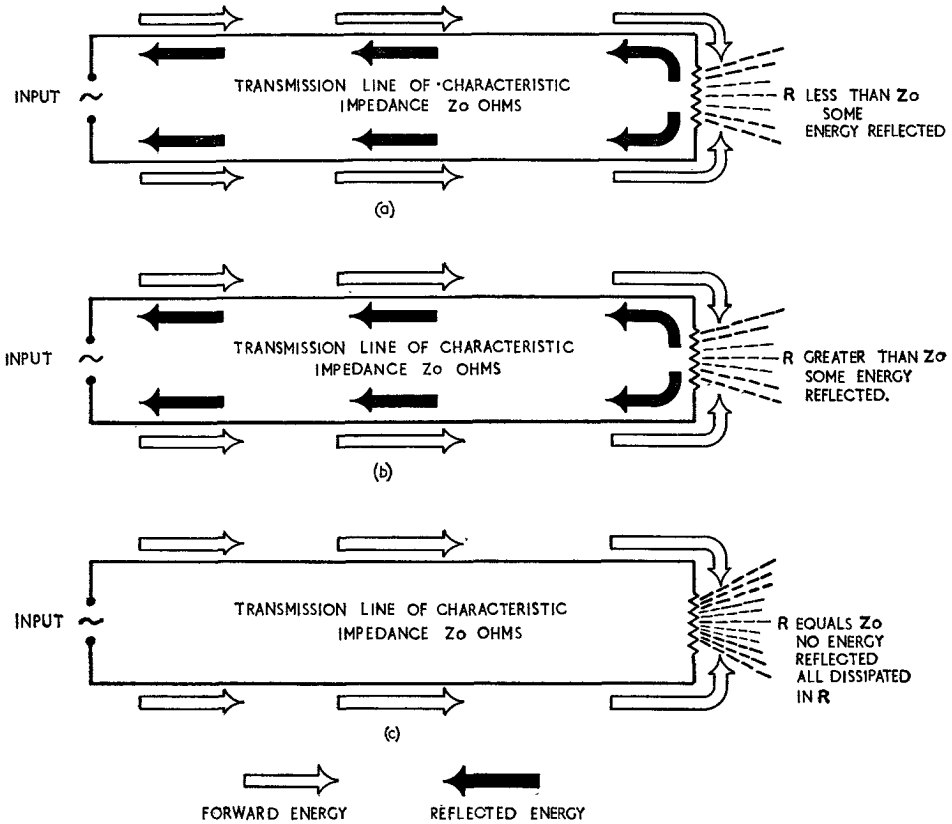 INPUT
TRANSMISSION LINE OF CHARACTERISTIC
IMPEDANCE Zo OHMS
R LESS THAN Zo
SOME
ENERGY REFLECTED
(a)
INPUT
TRANSMISSION LINE OF CHARACTERISTIC
IMPEDANCE Zo OHMS
R GREATER THAN Zo
SOME ENERGY
REFLECTED.
(b)
INPUT
TRANSMISSION LINE OF CHARACTERISTIC
IMPEDANCE Zo OHMS
R EQUALS Zo
NO ENERGY
REFLECTED
ALL DISSIPATED
IN R
(c)
FORWARD ENERGY
REFLECTED ENERGY